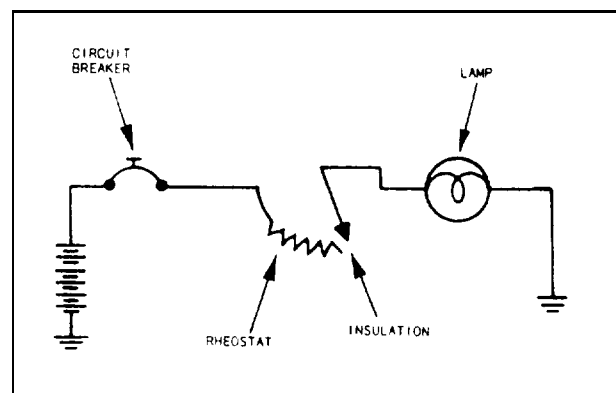 CIRCUIT
BREAKER
LAMP
RHEOSTAT
INSULATION